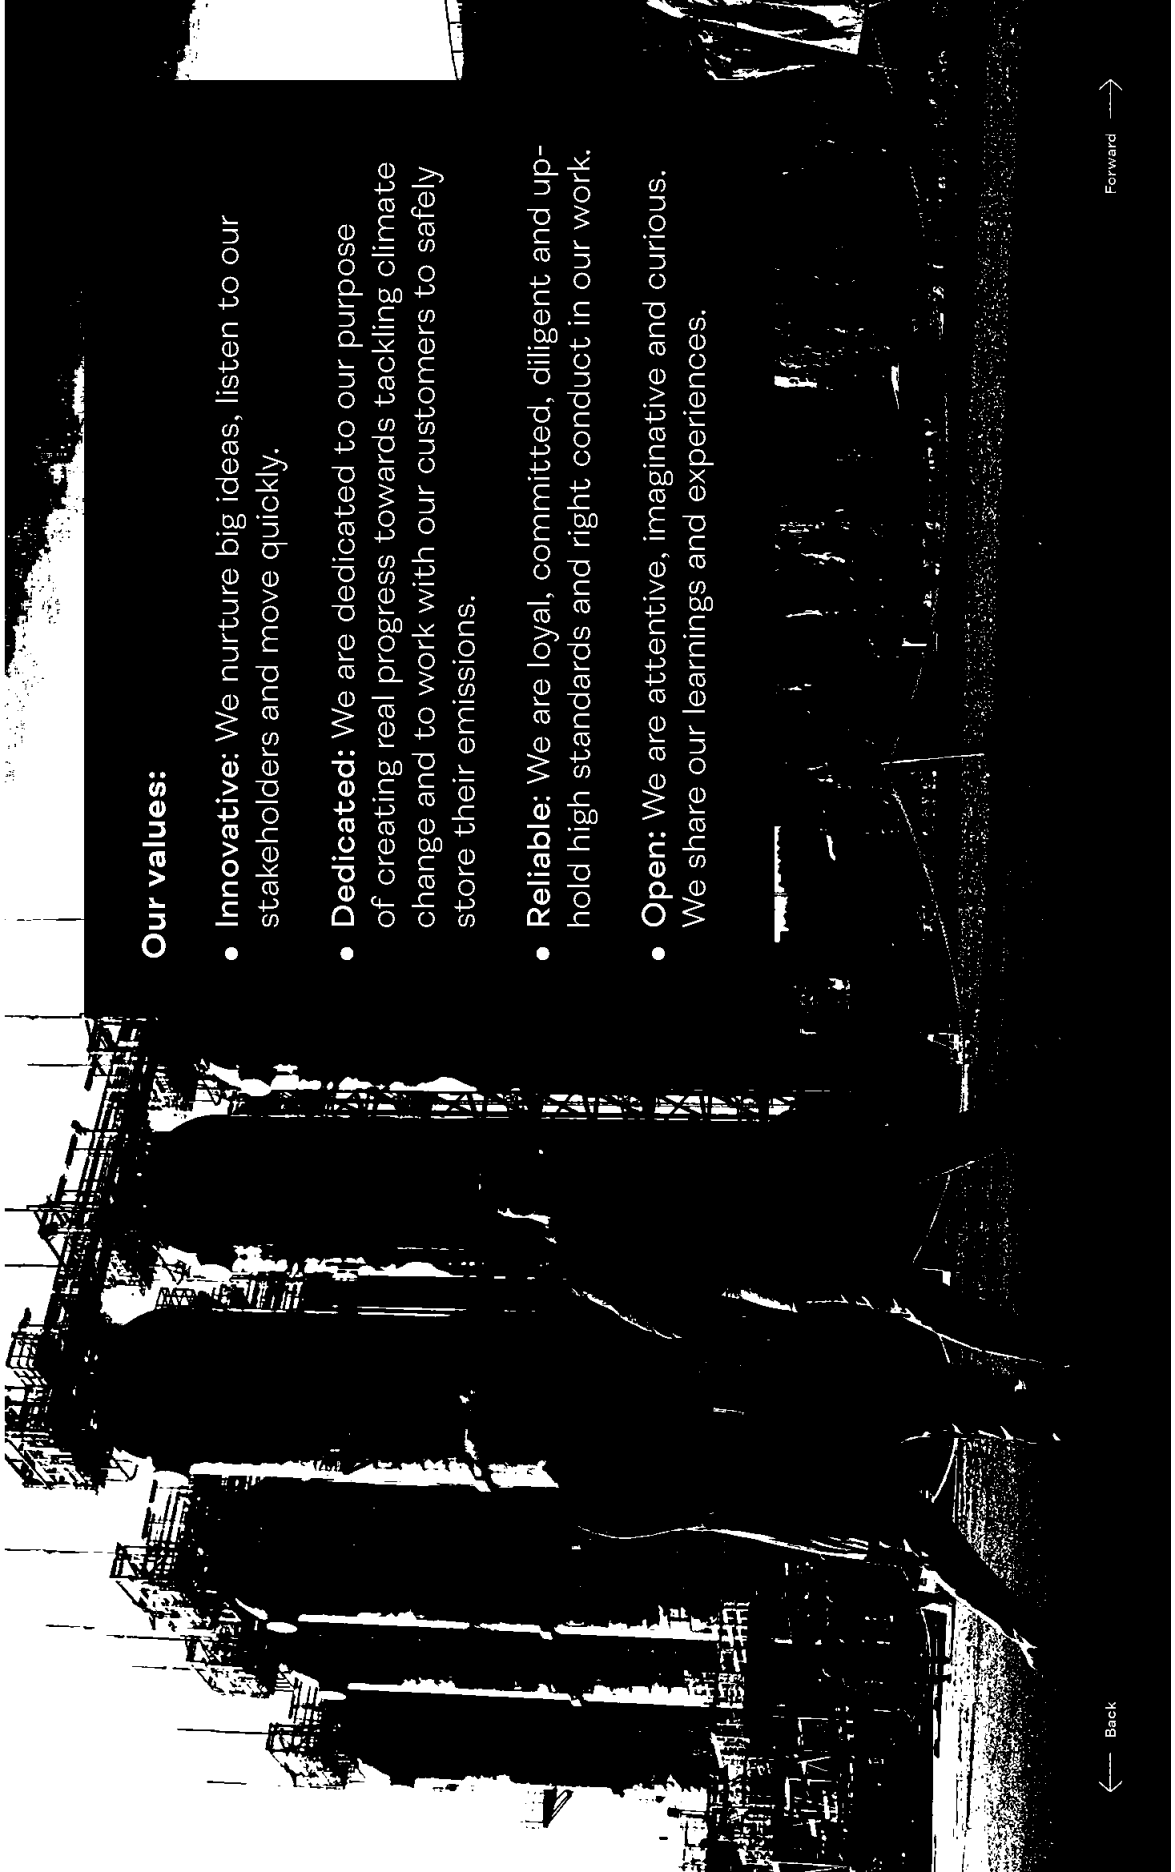 Our values:
• Innovative: We nurture big ideas, listen to our
stakeholders and move quickly.
• Dedicated: We are dedicated to our purpose
of creating real progress towards tackling climate
change and to work with our customers to safely
store their emissions.
• Reliable: We are loyal, committed, diligent and up-
hold high standards and right conduct in our work.
• Open: We are attentive, imaginative and curious.
We share our learnings and experiences.
← Back
Forward →